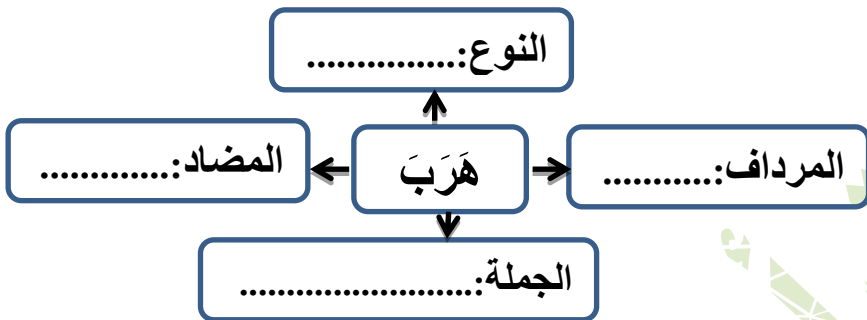 النوع:...............
المرداف:...........
هَرَبَ
المضاد:.............
الجملة:.........................